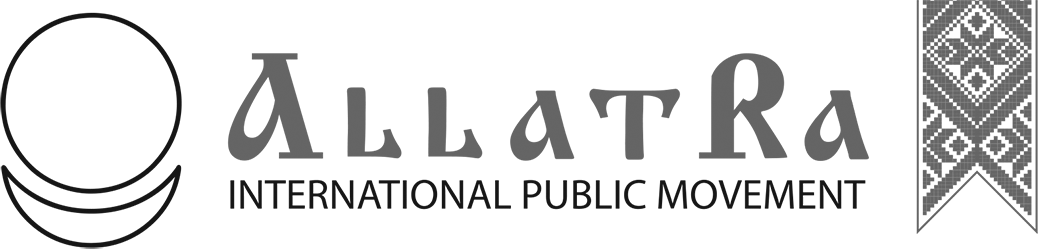 ALLATRA
INTERNATIONAL PUBLIC MOVEMENT